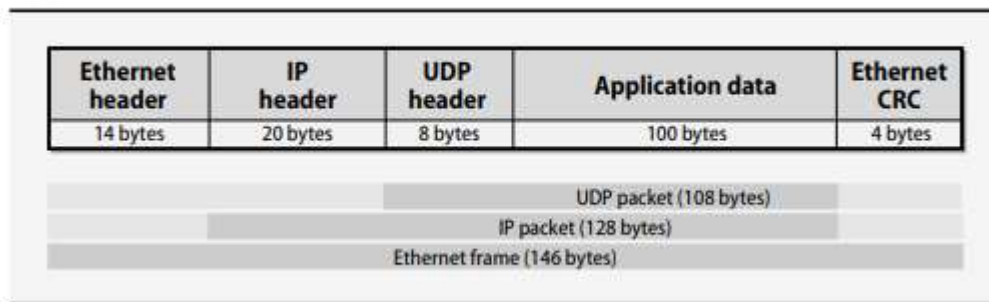 Ethernet header
IP header
UDP header
Application data
Ethernet CRC
14 bytes
20 bytes
8 bytes
100 bytes
4 bytes
UDP packet (108 bytes)
IP packet (128 bytes)
Ethernet frame (146 bytes)